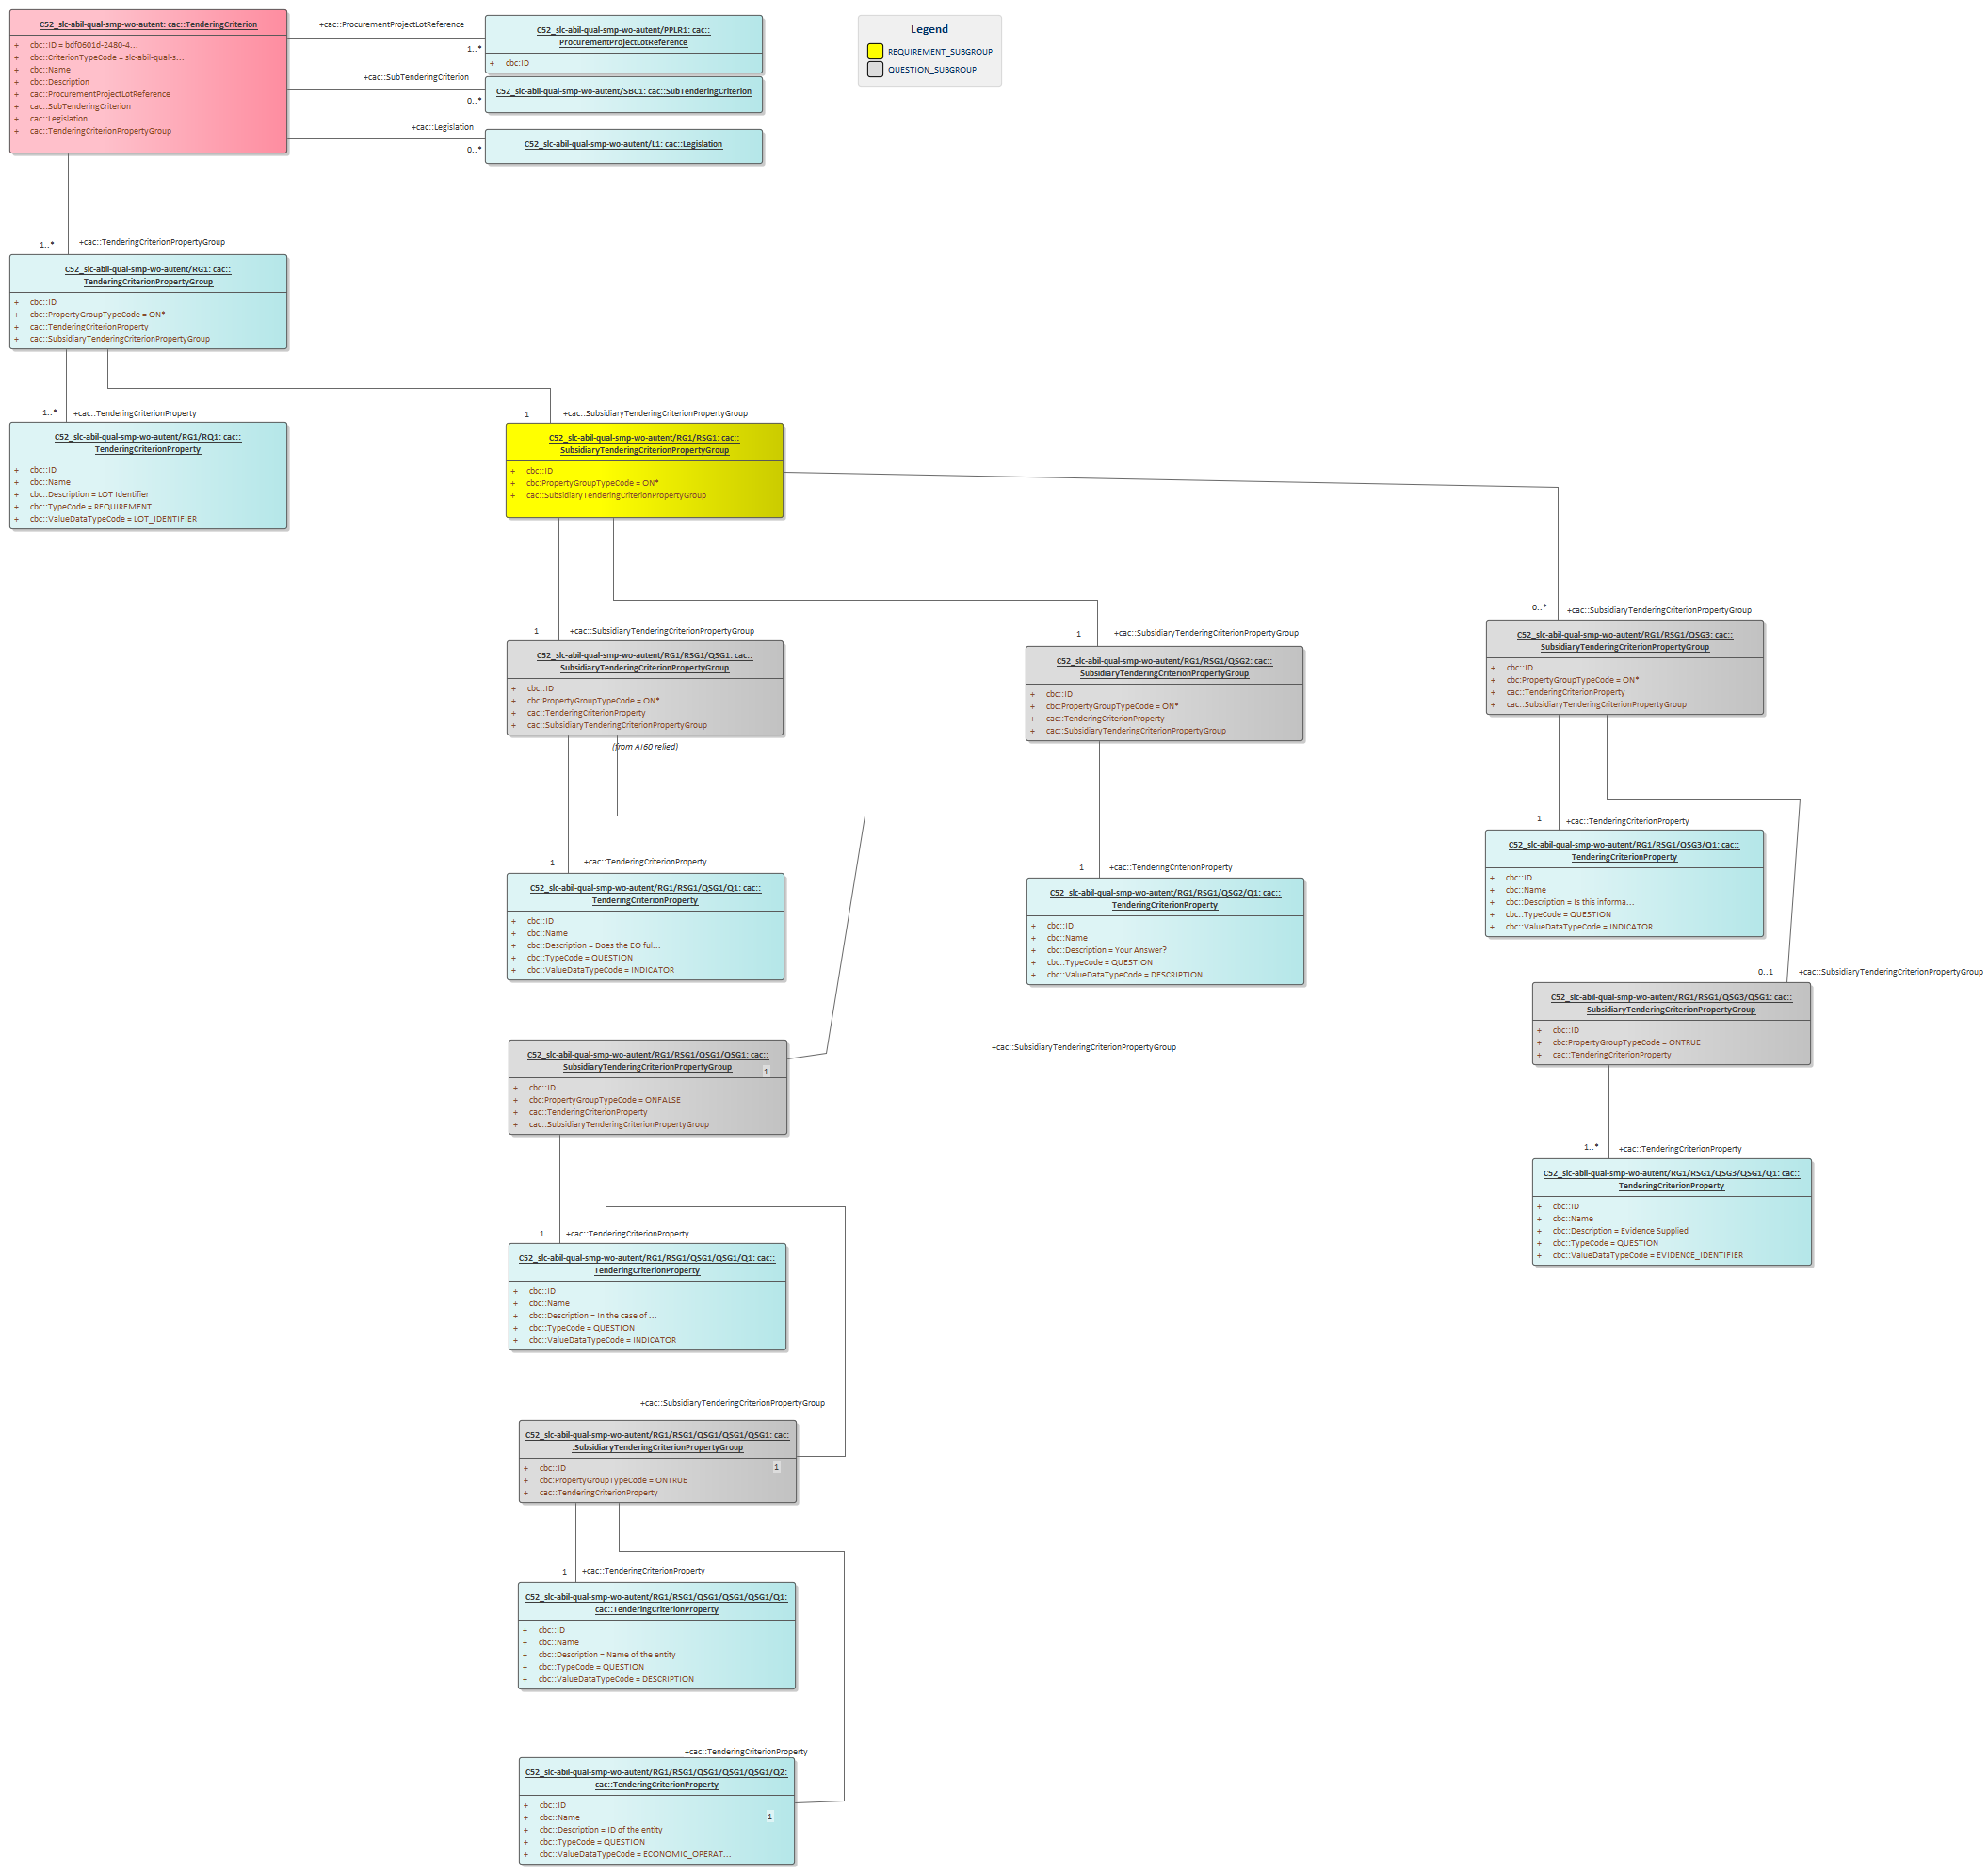 C52_slc-abil-qual-smp-wo-autent: cac::TenderingCriterion
+ cbc::ID = bdf0601d-2480-4...
+ cbc::CriterionTypeCode = slc-abil-qual-s...
+ cbc::Name
+ cbc::Description
+ cac::ProcurementProjectLotReference
+ cac::SubTenderingCriterion
+ cac::Legislation
+ cac::TenderingCriterionPropertyGroup
+cac::ProcurementProjectLotReference
1..*
C52_slc-abil-qual-smp-wo-autent/PPLR1: cac::
ProcurementProjectLotReference
+ cbc:ID
+cac::SubTenderingCriterion
0..*
C52_slc-abil-qual-smp-wo-autent/SBC1: cac::SubTenderingCriterion
+cac::Legislation
0..*
C52_slc-abil-qual-smp-wo-autent/L1: cac::Legislation
Legend
REQUIREMENT_SUBGROUP
QUESTION_SUBGROUP
1..*
+cac::TenderingCriterionPropertyGroup
C52_slc-abil-qual-smp-wo-autent/RG1: cac::
TenderingCriterionPropertyGroup
+ cbc::ID
+ cbc::PropertyGroupTypeCode = ON*
+ cac::TenderingCriterionProperty
+ cac::SubsidiaryTenderingCriterionPropertyGroup
1..*
+cac::TenderingCriterionProperty
C52_slc-abil-qual-smp-wo-autent/RG1/RQ1: cac::
TenderingCriterionProperty
+ cbc::ID
+ cbc::Name
+ cbc::Description = LOT Identifier
+ cbc::TypeCode = REQUIREMENT
+ cbc::ValueDataTypeCode = LOT_IDENTIFIER
1
+cac::SubsidiaryTenderingCriterionPropertyGroup
C52_slc-abil-qual-smp-wo-autent/RG1/RSG1: cac::
SubsidiaryTenderingCriterionPropertyGroup
+ cbc::ID
+ cbc:PropertyGroupTypeCode = ON*
+ cac::SubsidiaryTenderingCriterionPropertyGroup
1
+cac::SubsidiaryTenderingCriterionPropertyGroup
C52_slc-abil-qual-smp-wo-autent/RG1/RSG1/QSG1: cac::
SubsidiaryTenderingCriterionPropertyGroup
+ cbc::ID
+ cbc:PropertyGroupTypeCode = ON*
+ cac::TenderingCriterionProperty
+ cac::SubsidiaryTenderingCriterionPropertyGroup
(from AI60 relied)
1
+cac::SubsidiaryTenderingCriterionPropertyGroup
C52_slc-abil-qual-smp-wo-autent/RG1/RSG1/QSG2: cac::
SubsidiaryTenderingCriterionPropertyGroup
+ cbc::ID
+ cbc:PropertyGroupTypeCode = ON*
+ cac::TenderingCriterionProperty
+ cac::SubsidiaryTenderingCriterionPropertyGroup
0..*
+cac::SubsidiaryTenderingCriterionPropertyGroup
C52_slc-abil-qual-smp-wo-autent/RG1/RSG1/QSG3: cac::
SubsidiaryTenderingCriterionPropertyGroup
+ cbc::ID
+ cbc:PropertyGroupTypeCode = ON*
+ cac::TenderingCriterionProperty
+ cac::SubsidiaryTenderingCriterionPropertyGroup
1
+cac::TenderingCriterionProperty
C52_slc-abil-qual-smp-wo-autent/RG1/RSG1/QSG1/Q1: cac::
TenderingCriterionProperty
+ cbc::ID
+ cbc::Name
+ cbc::Description = Does the EO ful...
+ cbc::TypeCode = QUESTION
+ cbc::ValueDataTypeCode = INDICATOR
1
+cac::TenderingCriterionProperty
C52_slc-abil-qual-smp-wo-autent/RG1/RSG1/QSG2/Q1: cac::
TenderingCriterionProperty
+ cbc::ID
+ cbc::Name
+ cbc::Description = Your Answer?
+ cbc::TypeCode = QUESTION
+ cbc::ValueDataTypeCode = DESCRIPTION
1
+cac::TenderingCriterionProperty
C52_slc-abil-qual-smp-wo-autent/RG1/RSG1/QSG3/Q1: cac::
TenderingCriterionProperty
+ cbc::ID
+ cbc::Name
+ cbc::Description = Is this informa...
+ cbc::TypeCode = QUESTION
+ cbc::ValueDataTypeCode = INDICATOR
0..1
+cac::SubsidiaryTenderingCriterionPropertyGroup
C52_slc-abil-qual-smp-wo-autent/RG1/RSG1/QSG3/QSG1: cac::
SubsidiaryTenderingCriterionPropertyGroup
+ cbc::ID
+ cbc:PropertyGroupTypeCode = ONTRUE
+ cac::TenderingCriterionProperty
+cac::SubsidiaryTenderingCriterionPropertyGroup
C52_slc-abil-qual-smp-wo-autent/RG1/RSG1/QSG1/QSG1: cac::
SubsidiaryTenderingCriterionPropertyGroup
1
+ cbc::ID
+ cbc:PropertyGroupTypeCode = ONFALSE
+ cac::TenderingCriterionProperty
+ cac::SubsidiaryTenderingCriterionPropertyGroup
1..*
+cac::TenderingCriterionProperty
C52_slc-abil-qual-smp-wo-autent/RG1/RSG1/QSG3/QSG1/Q1: cac::
TenderingCriterionProperty
+ cbc::ID
+ cbc::Name
+ cbc::Description = Evidence Supplied
+ cbc::TypeCode = QUESTION
+ cbc::ValueDataTypeCode = EVIDENCE_IDENTIFIER
1
+cac::TenderingCriterionProperty
C52_slc-abil-qual-smp-wo-autent/RG1/RSG1/QSG1/QSG1/Q1: cac::
TenderingCriterionProperty
+ cbc::ID
+ cbc::Name
+ cbc::Description = In the case of ...
+ cbc::TypeCode = QUESTION
+ cbc::ValueDataTypeCode = INDICATOR
+cac::SubsidiaryTenderingCriterionPropertyGroup
C52_slc-abil-qual-smp-wo-autent/RG1/RSG1/QSG1/QSG1/QSG1: cac:
:SubsidiaryTenderingCriterionPropertyGroup
1
+ cbc::ID
+ cbc:PropertyGroupTypeCode = ONTRUE
+ cac::TenderingCriterionProperty
1
+cac::TenderingCriterionProperty
C52_slc-abil-qual-smp-wo-autent/RG1/RSG1/QSG1/QSG1/QSG1/Q1:
cac::TenderingCriterionProperty
+ cbc::ID
+ cbc::Name
+ cbc::Description = Name of the entity
+ cbc::TypeCode = QUESTION
+ cbc::ValueDataTypeCode = DESCRIPTION
+cac::TenderingCriterionProperty
C52_slc-abil-qual-smp-wo-autent/RG1/RSG1/QSG1/QSG1/QSG1/Q2:
cac::TenderingCriterionProperty
+ cbc::ID
+ cbc::Name
1
+ cbc::Description = ID of the entity
+ cbc::TypeCode = QUESTION
+ cbc::ValueDataTypeCode = ECONOMIC_OPERAT...